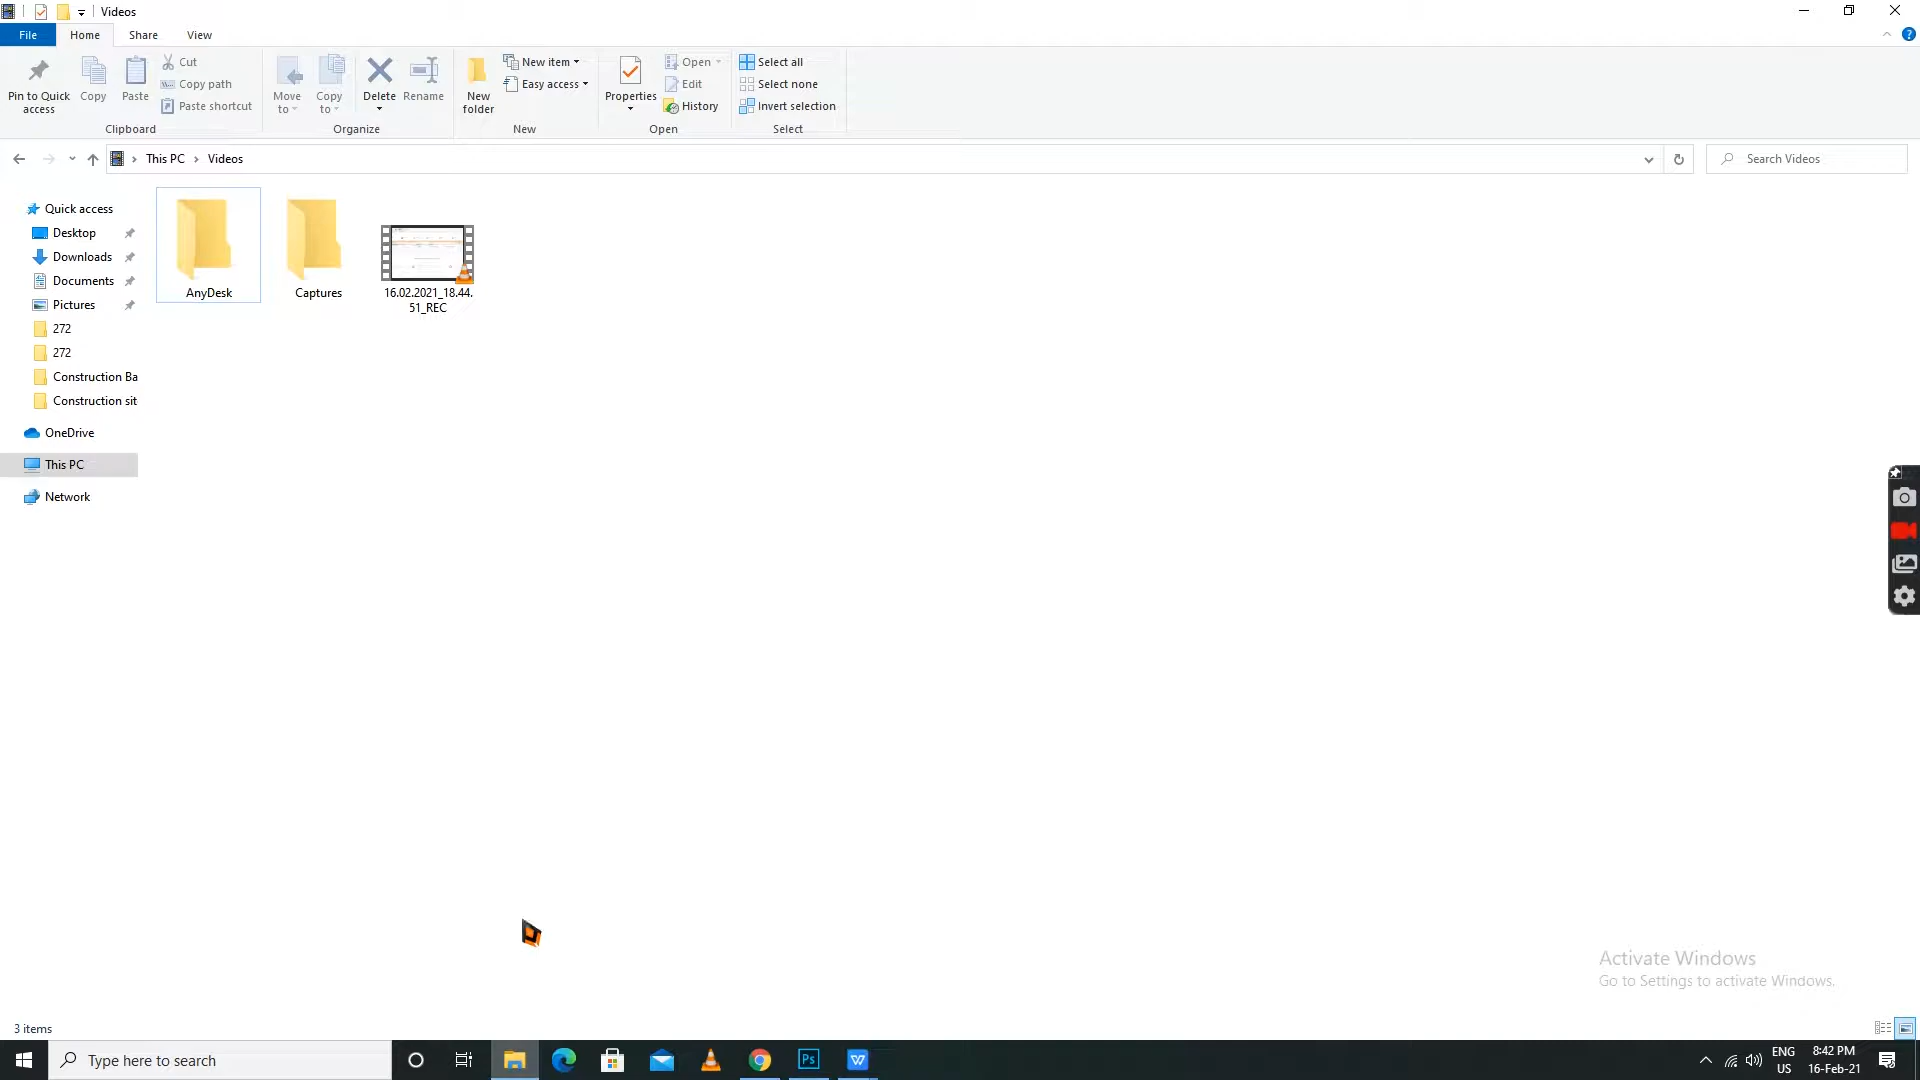 Videos
File Home Share View
Pin to Quick access
Copy
Paste
Cut
Copy path
Paste shortcut
Clipboard
Move to
Copy to
Delete
Rename
Organize
New folder
New item
Easy access
New
Properties
Open
Edit
History
Open
Select all
Select none
Invert selection
Select
This PC > Videos
Search Videos
Quick access
Desktop
Downloads
Documents
Pictures
272
272
Construction Ba
Construction sit
OneDrive
This PC
Network
AnyDesk
Captures
16.02.2021_18.44.
51_REC
Activate Windows
Go to Settings to activate Windows.
3 items
Type here to search
Ps
W
ENG
US
8:42 PM
16-Feb-21